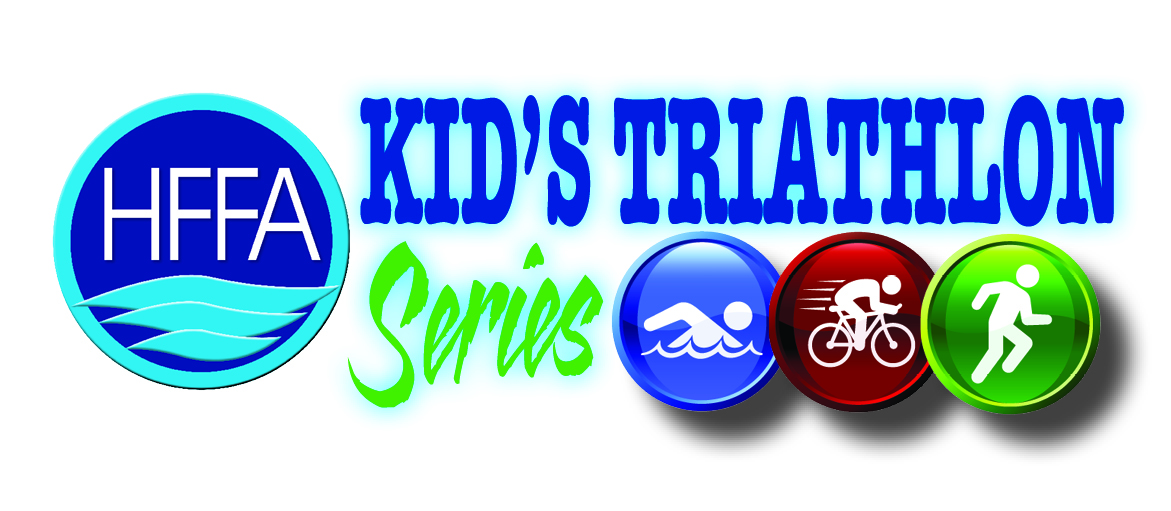 HFFA
KID'S TRIATHLON
Series